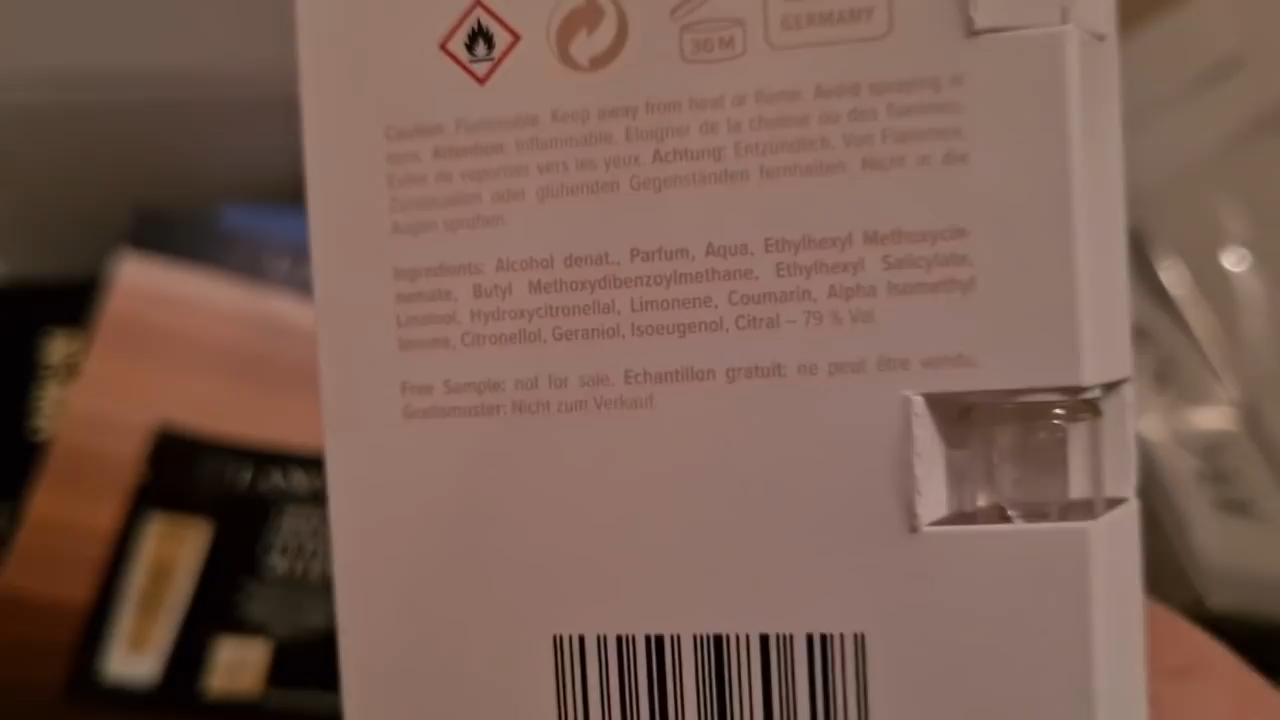 30 M
GERMANY
Caution: Flammable. Keep away from heat or flame. Avoid spraying in
eyes. Attention: Inflammable. Eloigner de la chaleur ou des flammes.
Eviter de vaporiser vers les yeux. Achtung: Entzündlich. Von Flammen,
oder glühenden Gegenständen fernhalten. Nicht in die
Augen sprühen.
Ingredients: Alcohol denat., Parfum, Aqua, Ethylhexyl Methoxycin-
namate, Butyl Methoxydibenzoylmethane, Ethylhexyl Salicylate,
Linalool, Hydroxycitronellal, Limonene, Coumarin, Alpha Isomethyl
Ionone, Citronellol, Geraniol, Isoeugenol, Citral – 79 % Vol
Free Sample: not for sale. Echantillon gratuit: ne peut être vendu.
Gratismuster: Nicht zum Verkauf